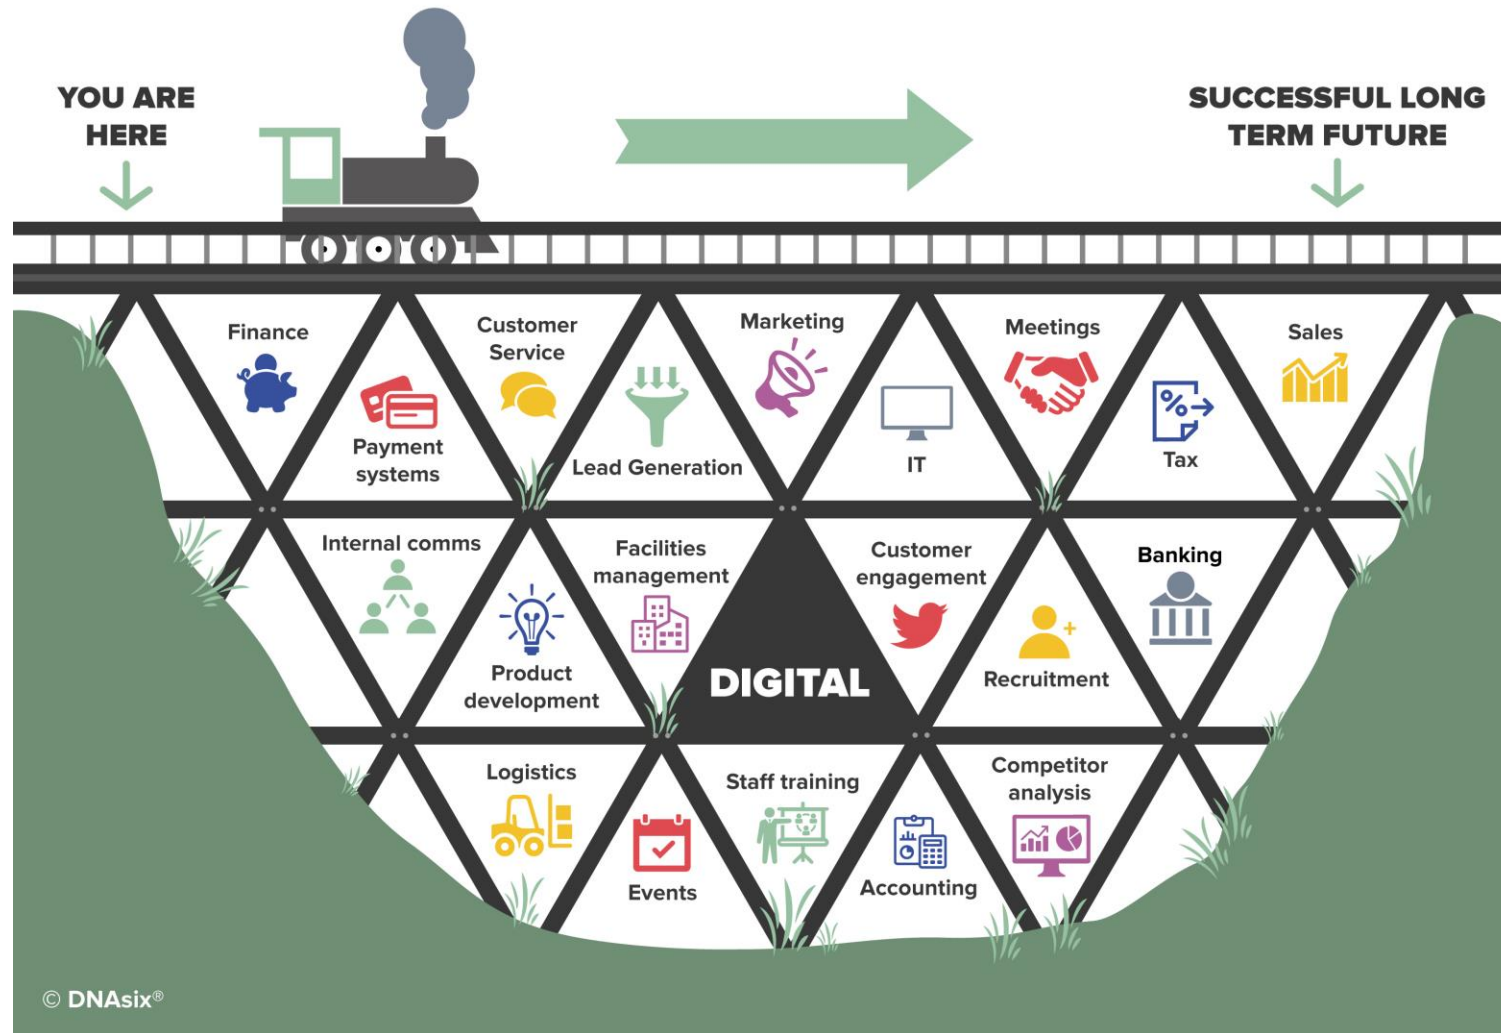 YOU ARE
HERE
SUCCESSFUL LONG
TERM FUTURE
Finance
Payment
systems
Customer
Service
Lead Generation
Marketing
IT
Meetings
Tax
Sales
Internal comms
Product
development
Facilities
management
DIGITAL
Customer
engagement
Recruitment
Banking
Logistics
Events
Staff training
Accounting
Competitor
analysis
© DNAsix®